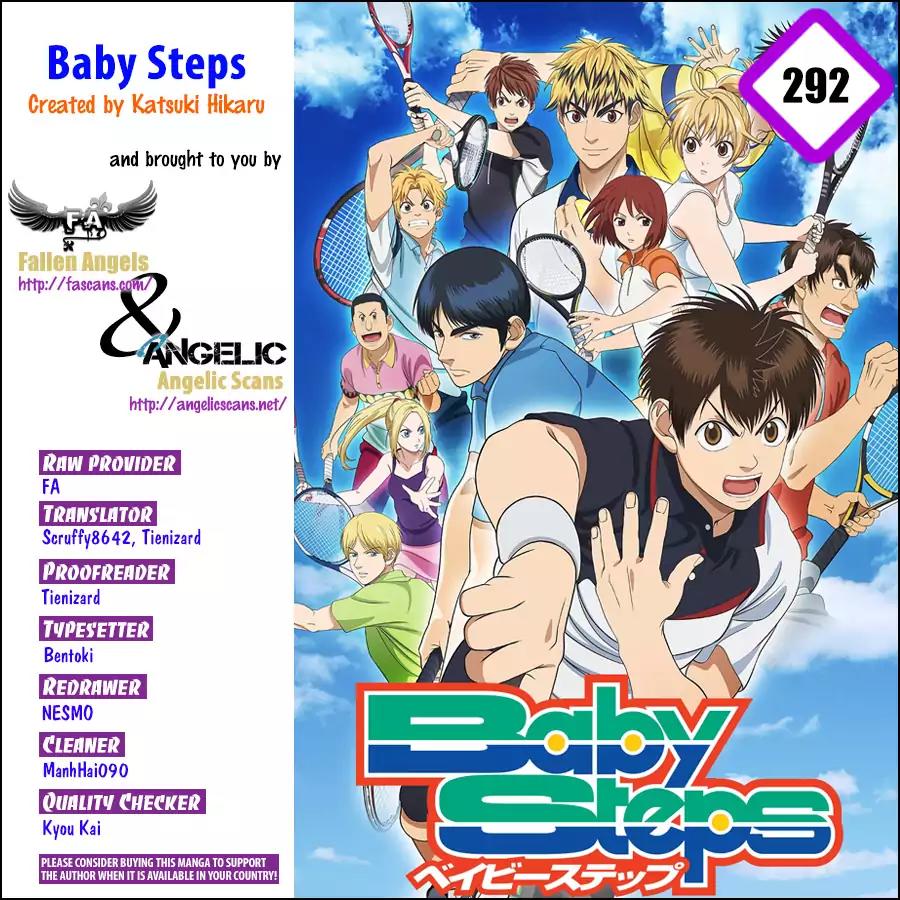 Baby Steps
Created by Katsuki Hikaru
and brought to you by
FA
Fallen Angels
http://fascans.com/
&
ANGELIC
Angelic Scans
http://angelicscans.net/
Raw Provider
FA
Translator
Scruffy8642, Tienizard
Proofreader
Tienizard
Typesetter
Bentoki
Redrawer
NESMO
Cleaner
ManhHai090
Quality Checker
Kyou Kai
PLEASE CONSIDER BUYING THIS MANGA TO SUPPORT
THE AUTHOR WHEN IT IS AVAILABLE IN YOUR COUNTRY!
292
Baby
Steps
ベイビーステップ